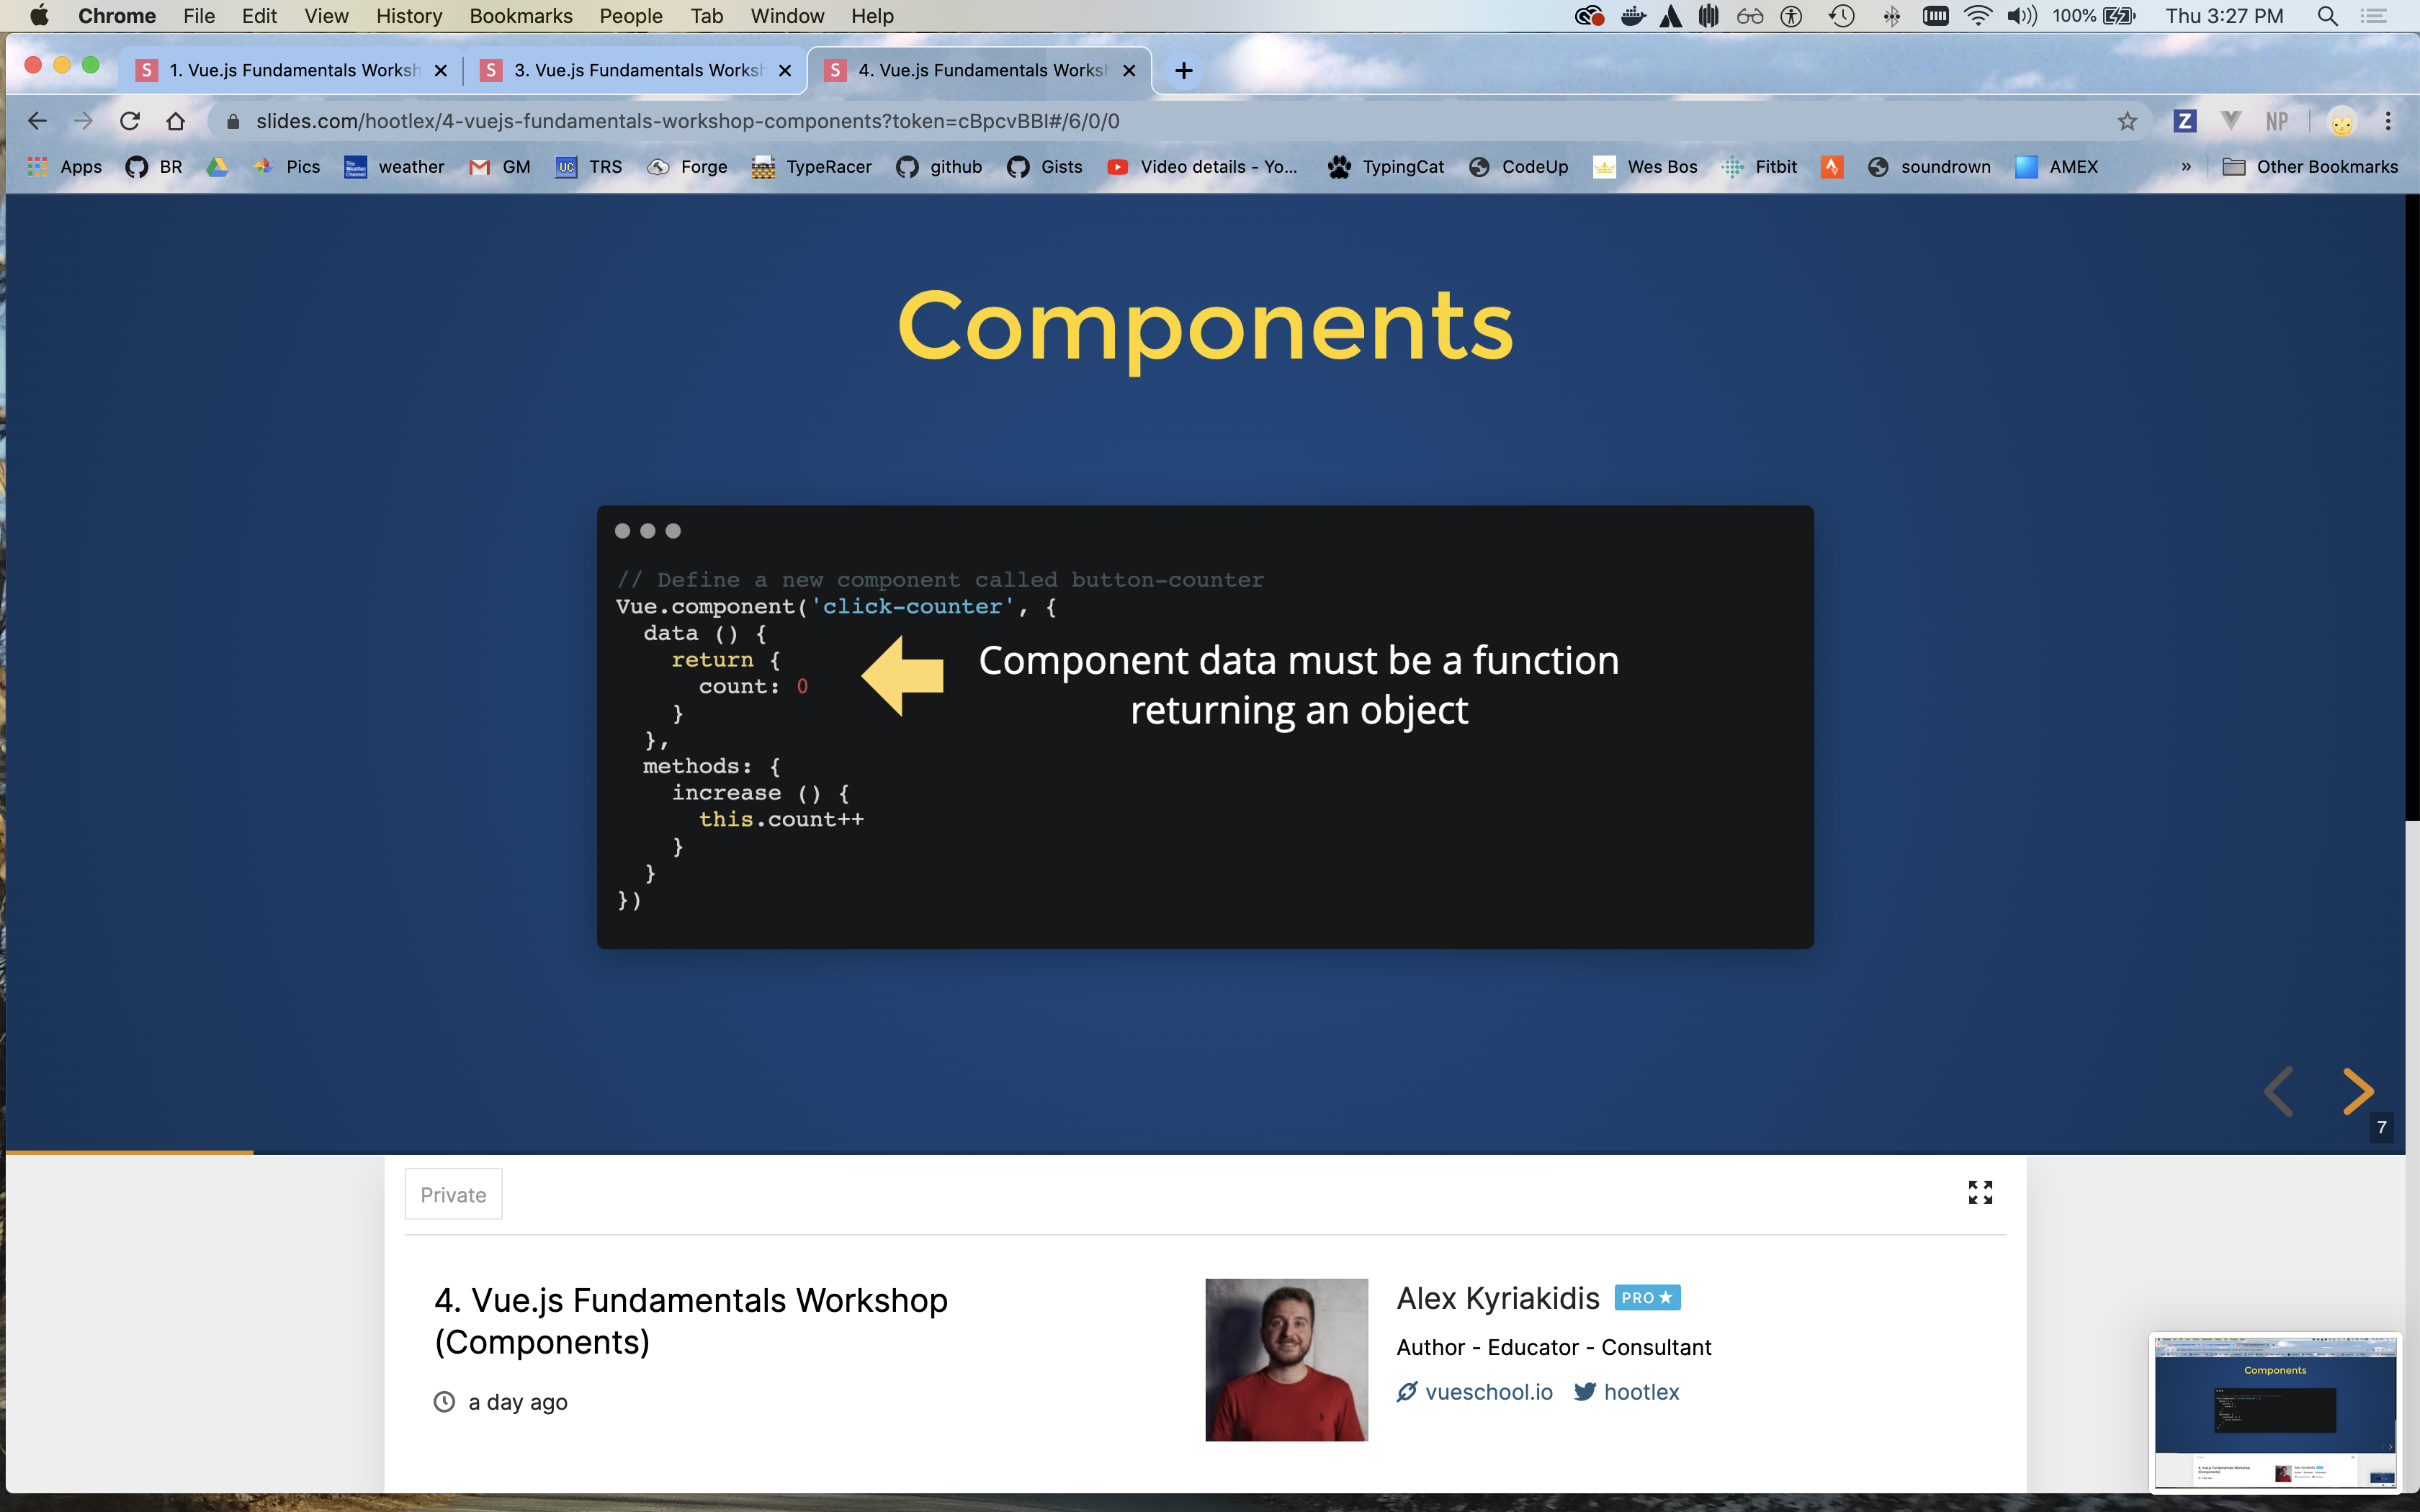 Chrome File Edit View History Bookmarks People Tab Window Help 100% Thu 3:27 PM
S 1. Vue.js Fundamentals Worksh S 3. Vue.js Fundamentals Worksh S 4. Vue.js Fundamentals Worksh
slides.com/hootlex/4-vuejs-fundamentals-workshop-components?token=cBpcvBBI#/6/0/0 Z NP
Apps BR Pics weather GM UC TRS Forge TypeRacer github Gists Video details - Yo... TypingCat CodeUp Wes Bos Fitbit soundrown AMEX » Other Bookmarks
Components
// Define a new component called button-counter
Vue.component('click-counter', {
data () {
return {
count: 0
}
},
methods: {
increase () {
this.count++
}
}
})
Component data must be a function
returning an object
7
Private
4. Vue.js Fundamentals Workshop
(Components)
a day ago
Alex Kyriakidis PRO
Author - Educator - Consultant
vueschool.io hootlex
Components